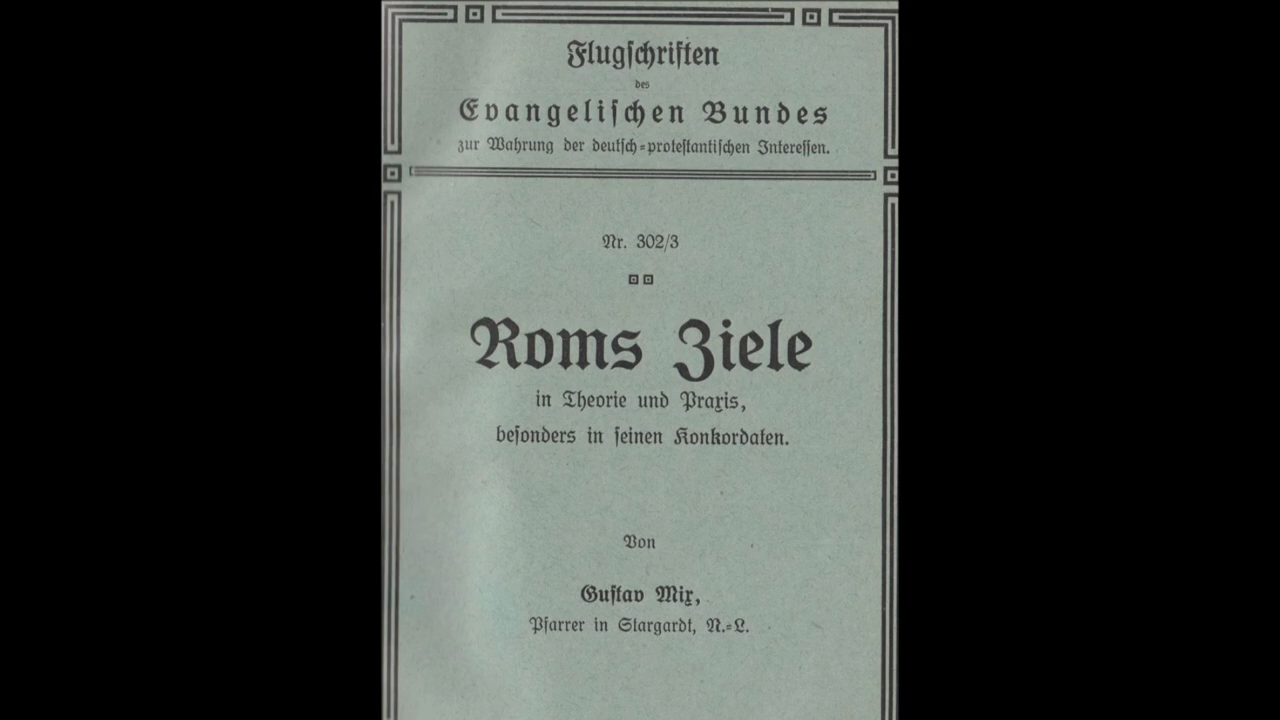 Flugschriften
des
Evangelischen Bundes
zur Wahrung der deutsch=protestantischen Interessen.
Nr. 302/3
Roms Ziele
in Theorie und Praxis,
besonders in seinen Konkordaten.
Von
Gustav Mix,
Pfarrer in Stargardt, N.=L.